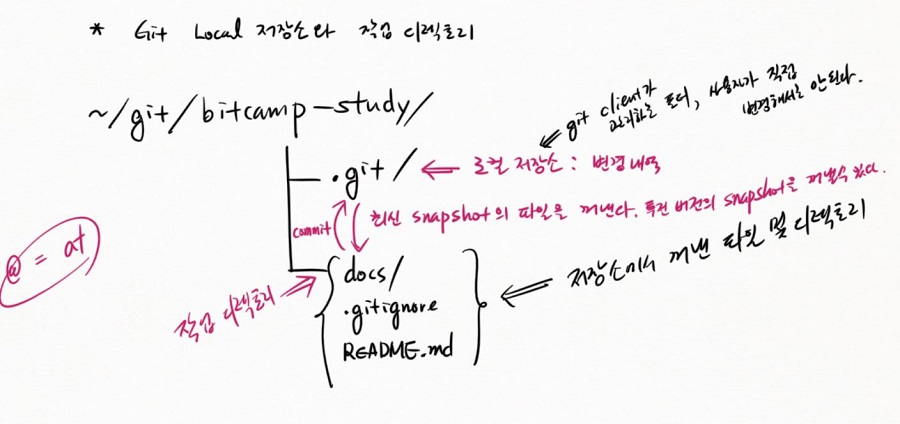 * Git Local 저장소와 작업 디렉토리
~/git/bitcamp-study/
⇐ git client가
관리하는 폴더, 사용자가 직접
변경해서는 안된다.
.git/ ⇐ 로컬 저장소 : 변경 내역
commit
최신 snapshot의 파일을 꺼낸다. 특정 버전의 snapshot을 꺼낼 수 있다.
@ = at
작업 디렉토리 ⇒
docs/
.gitignore
README.md
⇐ 저장소에서 꺼낸 파일 및 디렉토리